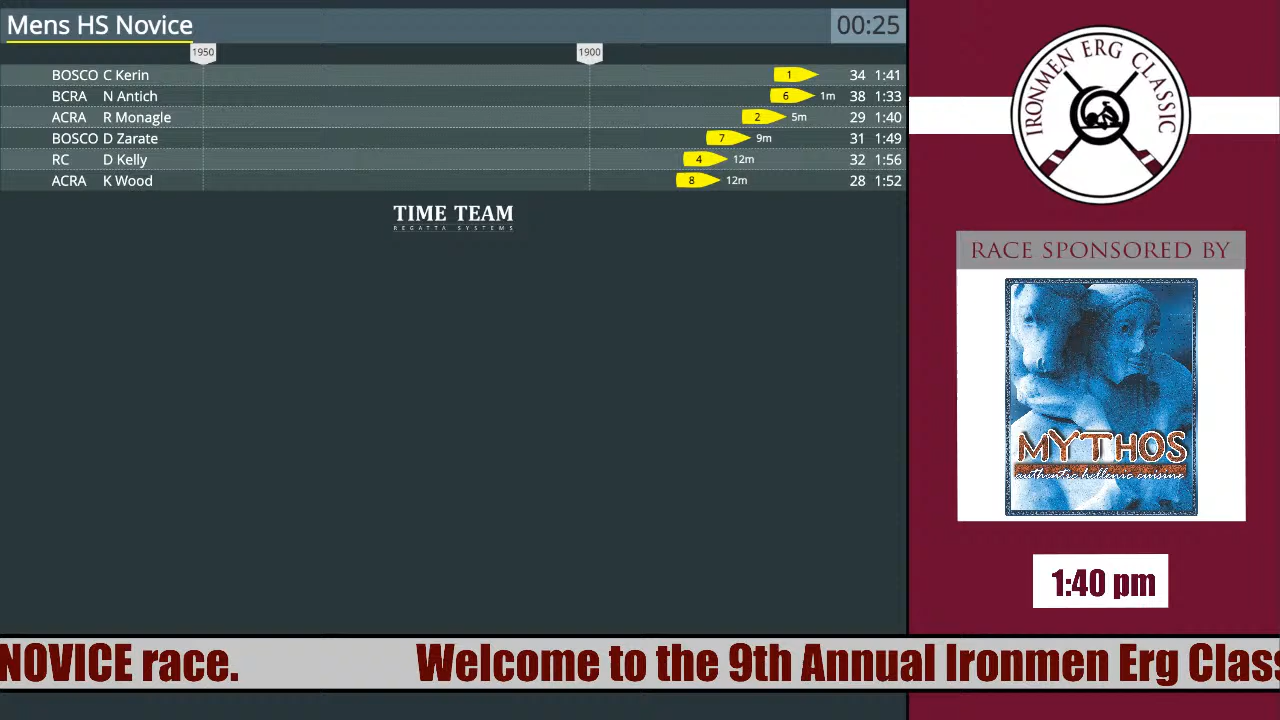 Mens HS Novice 00:25
1950 1900
BOSCO C Kerin 1 34 1:41
BCRA N Antich 6 1m 38 1:33
ACRA R Monagle 2 5m 29 1:40
BOSCO D Zarate 7 9m 31 1:49
RC D Kelly 4 12m 32 1:56
ACRA K Wood 8 12m 28 1:52
TIME TEAM
REGATTA SYSTEMS
IRONMEN ERG CLASSIC
RACE SPONSORED BY
MYTHOS
authentic hellenic cuisine
1:40 pm
NOVICE race. Welcome to the 9th Annual Ironmen Erg Class